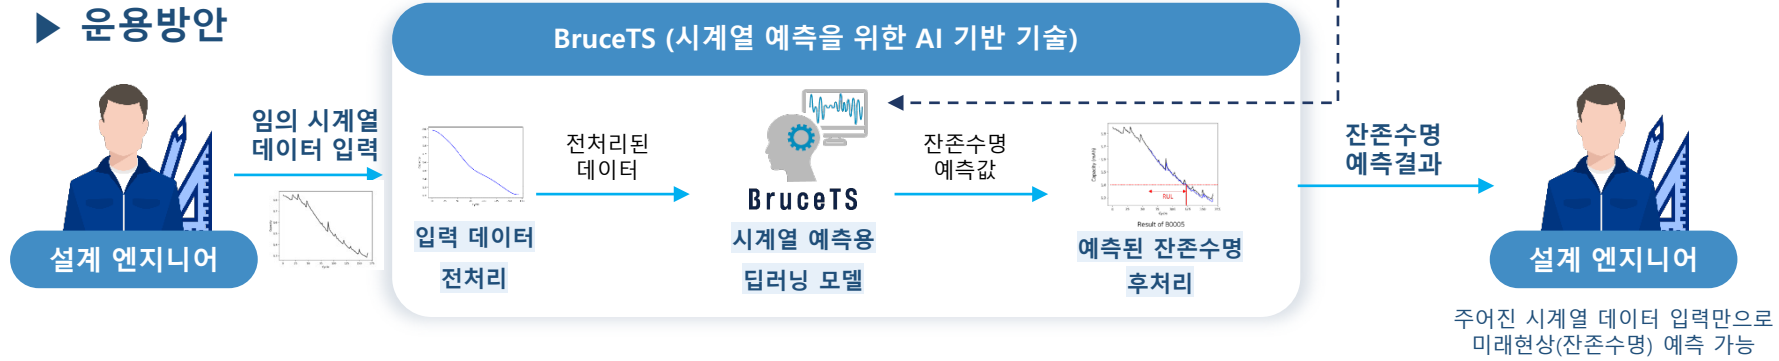 ▶ 운용방안
BruceTS (시계열 예측을 위한 AI 기반 기술)
임의 시계열
데이터 입력
설계 엔지니어
입력 데이터
전처리
전처리된
데이터
BruceTS
시계열 예측용
딥러닝 모델
잔존수명
예측값
Capacity (mAh)
RUL
Cycle
Result of B0005
예측된 잔존수명
후처리
잔존수명
예측결과
설계 엔지니어
주어진 시계열 데이터 입력만으로
미래현상(잔존수명) 예측 가능